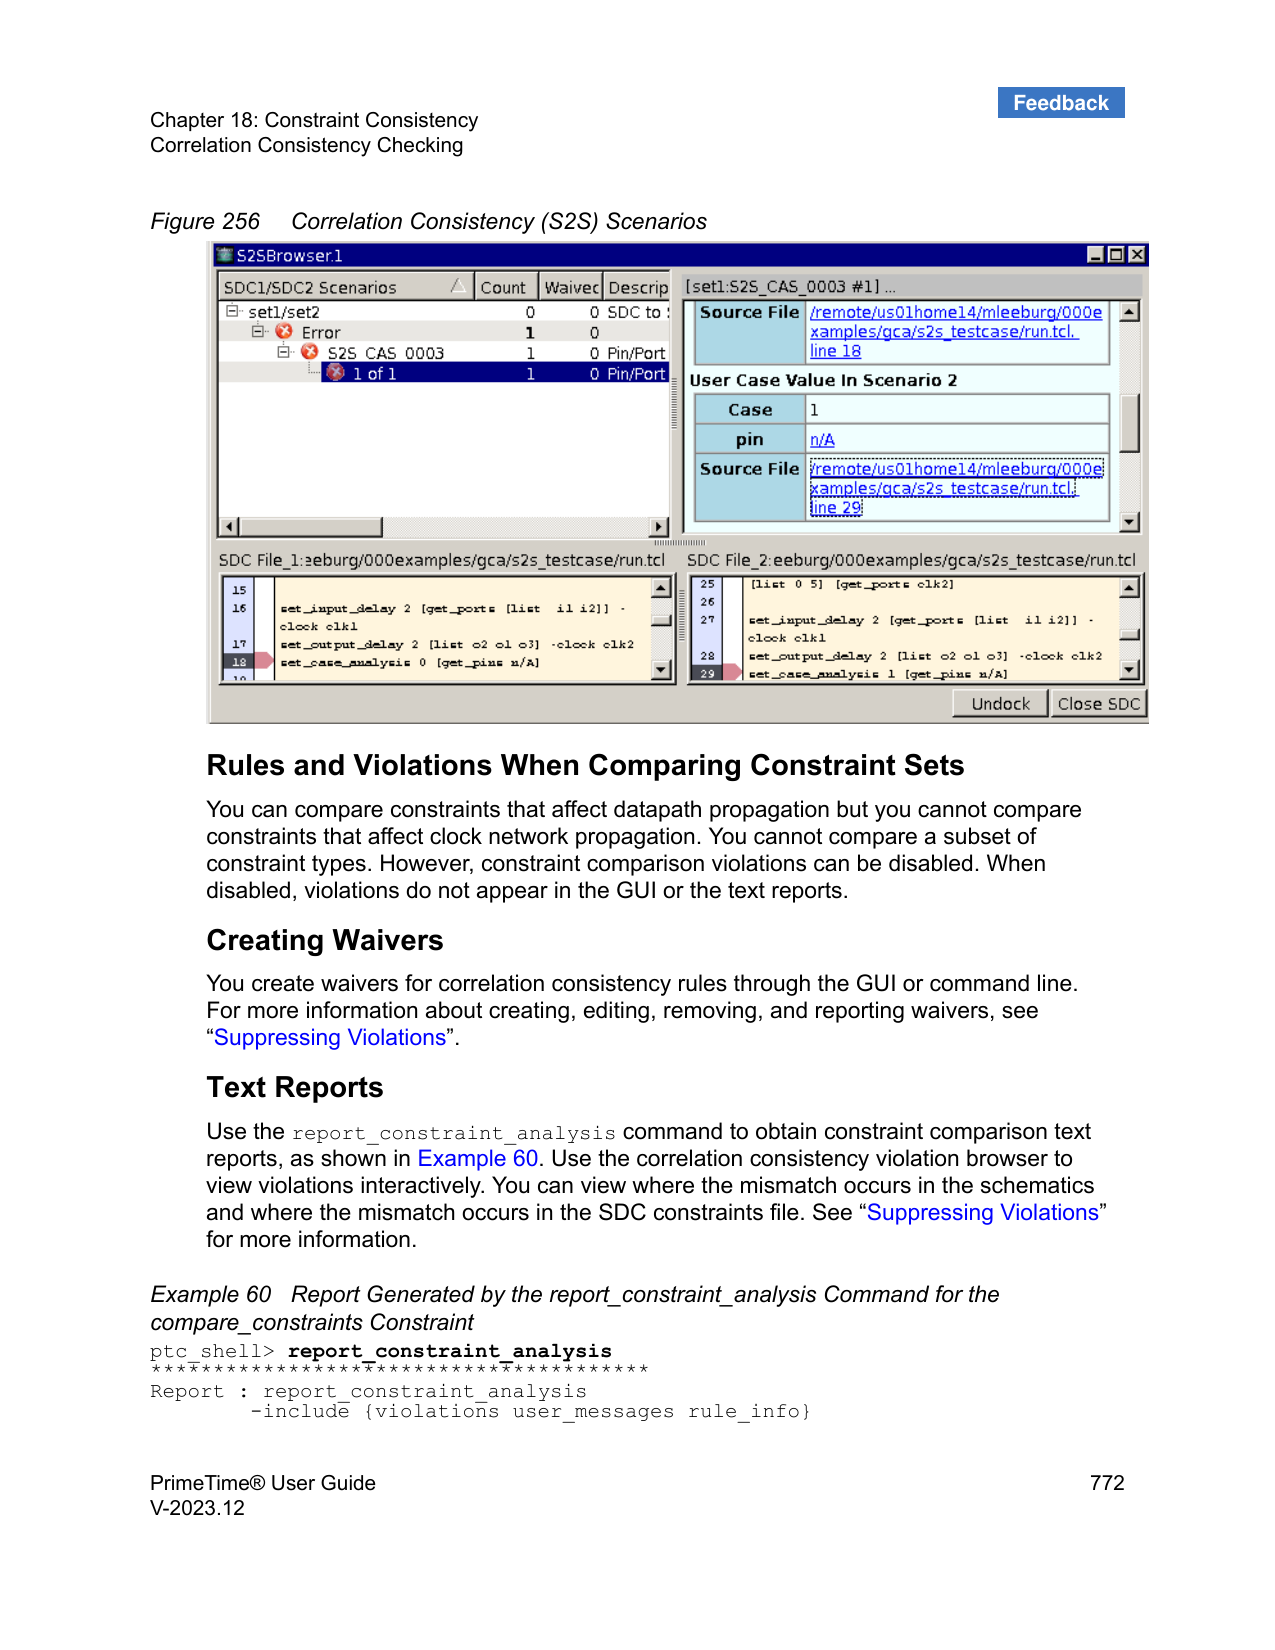 Feedback
Chapter 18: Constraint Consistency
Correlation Consistency Checking
Figure 256 Correlation Consistency (S2S) Scenarios
S2SBrowser.1
SDC1/SDC2 Scenarios Count Waivec Descrip
set1/set2 0 0 SDC to
Error 1 0
S2S_CAS_0003 1 0 Pin/Port
1 of 1 1 0 Pin/Port
[set1:S2S_CAS_0003 #1] ...
Source File /remote/us01home14/mleeburg/000e
xamples/gca/s2s_testcase/run.tcl.
line 18
User Case Value In Scenario 2
Case 1
pin n/A
Source File /remote/us01home14/mleeburg/000e
xamples/gca/s2s_testcase/run.tcl.
line 29
SDC File_1:eeburg/000examples/gca/s2s_testcase/run.tcl
15
16 set_input_delay 2 [get_ports [list i1 i2]] -
clock clk1
17 set_output_delay 2 [list o2 o1 o3] -clock clk2
18 set_case_analysis 0 [get_pins n/A]
19
SDC File_2:eeburg/000examples/gca/s2s_testcase/run.tcl
25 [list 0 5] [get_ports clk2]
26
27 set_input_delay 2 [get_ports [list i1 i2]] -
clock clk1
28 set_output_delay 2 [list o2 o1 o3] -clock clk2
29 set_case_analysis 1 [get_pins n/A]
Undock Close SDC
Rules and Violations When Comparing Constraint Sets
You can compare constraints that affect datapath propagation but you cannot compare
constraints that affect clock network propagation. You cannot compare a subset of
constraint types. However, constraint comparison violations can be disabled. When
disabled, violations do not appear in the GUI or the text reports.
Creating Waivers
You create waivers for correlation consistency rules through the GUI or command line.
For more information about creating, editing, removing, and reporting waivers, see
“Suppressing Violations”.
Text Reports
Use the report_constraint_analysis command to obtain constraint comparison text
reports, as shown in Example 60. Use the correlation consistency violation browser to
view violations interactively. You can view where the mismatch occurs in the schematics
and where the mismatch occurs in the SDC constraints file. See “Suppressing Violations”
for more information.
Example 60 Report Generated by the report_constraint_analysis Command for the
compare_constraints Constraint
ptc_shell> report_constraint_analysis
****************************************
Report : report_constraint_analysis
-include {violations user_messages rule_info}
PrimeTime® User Guide 772
V-2023.12